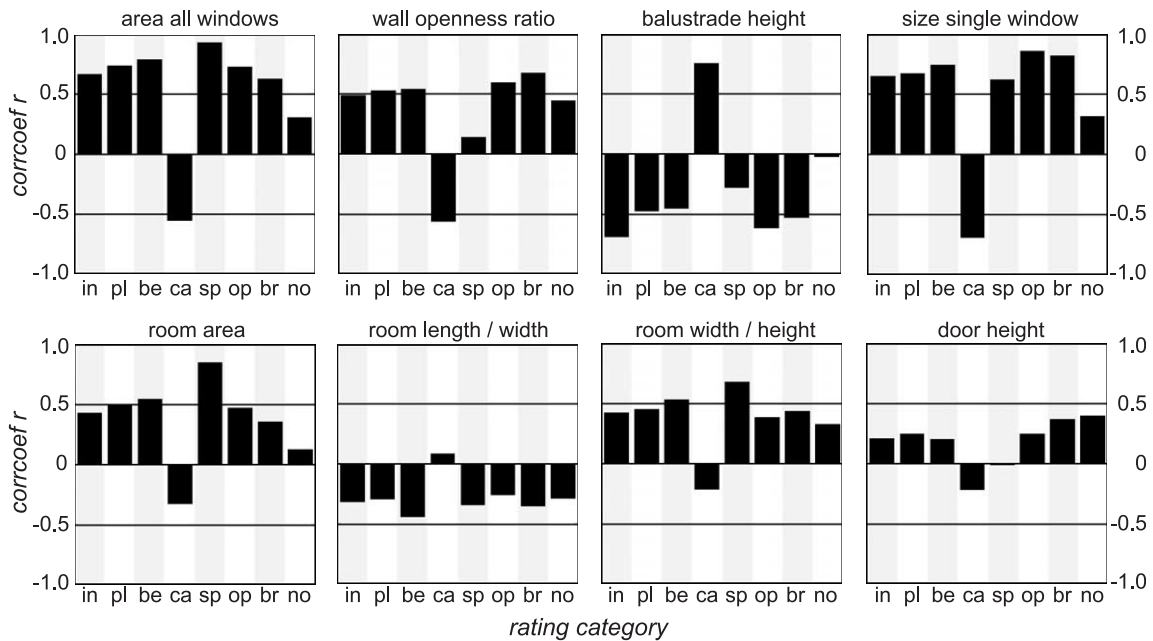 area all windows wall openness ratio balustrade height size single window
1.0 1.0
0.5 0.5
0 0
-0.5 -0.5
-1.0 -1.0
corrcoef r
in pl be ca sp op br no in pl be ca sp op br no in pl be ca sp op br no in pl be ca sp op br no
room area room length / width room width / height door height
1.0 1.0
0.5 0.5
0 0
-0.5 -0.5
-1.0 -1.0
corrcoef r
in pl be ca sp op br no in pl be ca sp op br no in pl be ca sp op br no in pl be ca sp op br no
rating category